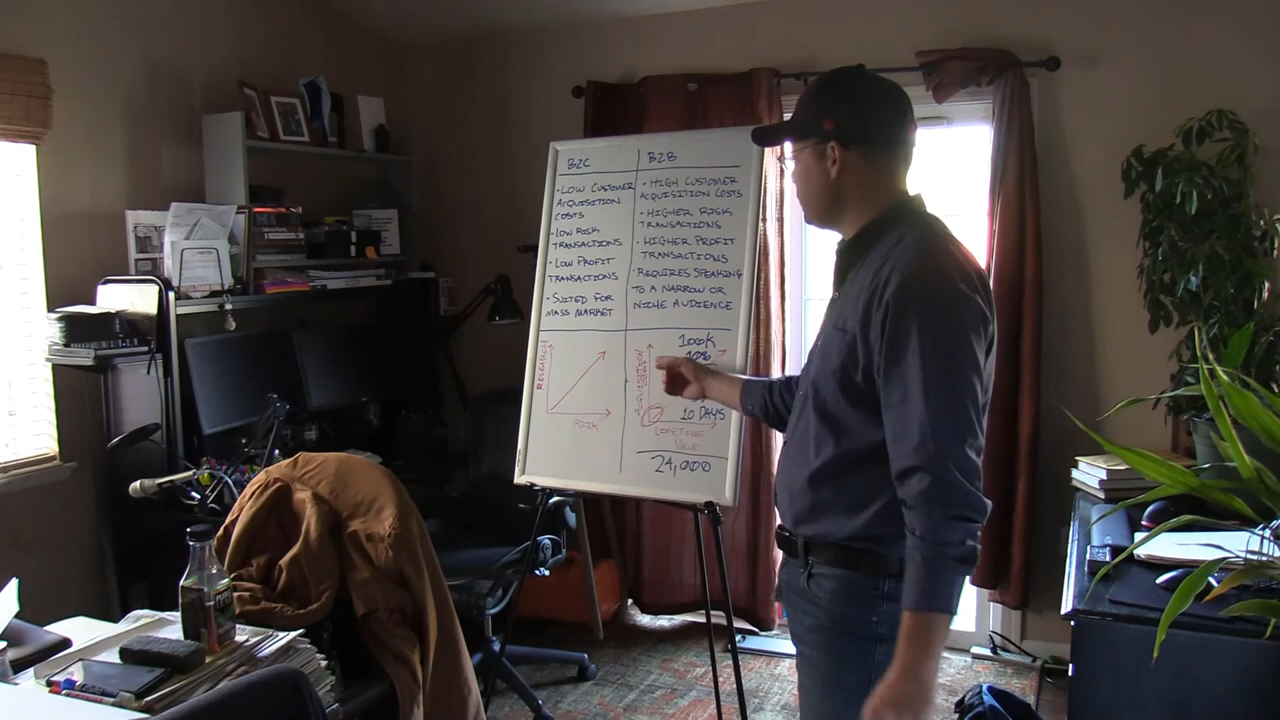 B2C
• LOW CUSTOMER
ACQUISITION
COSTS
• LOW RISK
TRANSACTIONS
• LOW PROFIT
TRANSACTIONS
• SUITED FOR
MASS MARKET
B2B
• HIGH CUSTOMER
ACQUISITION COSTS
• HIGHER RISK
TRANSACTIONS
• HIGHER PROFIT
TRANSACTIONS
• REQUIRES SPEAKING
TO A NARROW OR
NICHE AUDIENCE
RESEARCH
RISK
ACQUISITION
100K
10%
10 DAYS
LIFETIME
VALUE
24,000